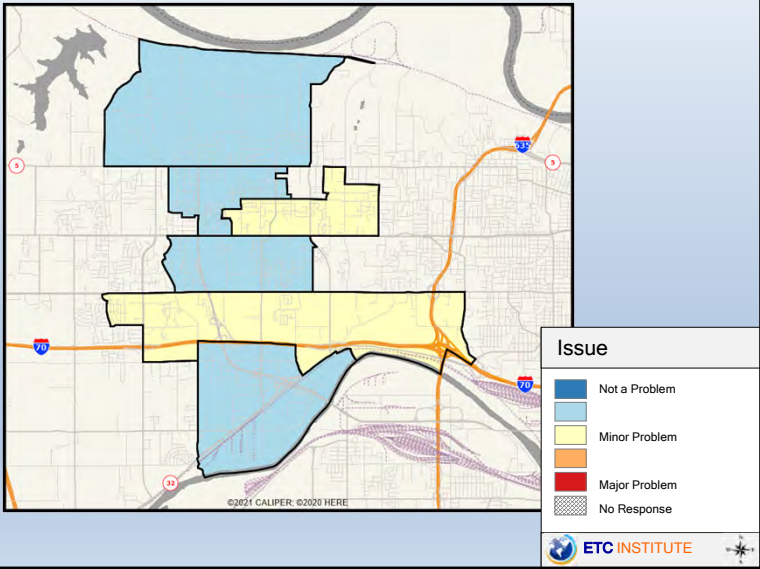 5
635
5
70
70
32
©2021 CALIPER; ©2020 HERE
Issue
Not a Problem
Minor Problem
Major Problem
No Response
ETC INSTITUTE